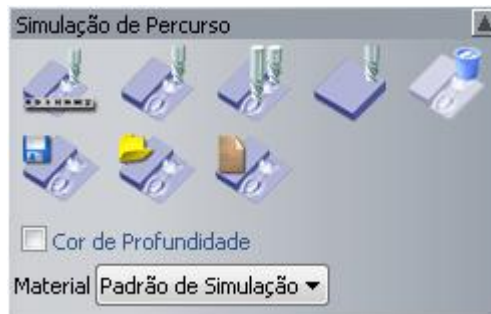 Simulação de Percurso
Cor de Profundidade
Material Padrão de Simulação